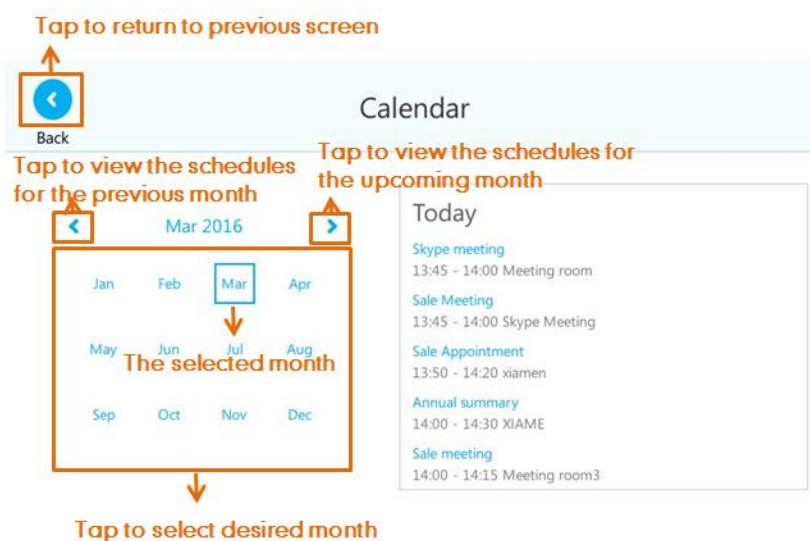 Tap to return to previous screen
Back
Calendar
Tap to view the schedules
for the previous month
Tap to view the schedules for
the upcoming month
Mar 2016
Jan Feb Mar Apr
May Jun Jul Aug
The selected month
Sep Oct Nov Dec
Tap to select desired month
Today
Skype meeting
13:45 - 14:00 Meeting room
Sale Meeting
13:45 - 14:00 Skype Meeting
Sale Appointment
13:50 - 14:20 xiamen
Annual summary
14:00 - 14:30 XIAME
Sale meeting
14:00 - 14:15 Meeting room3